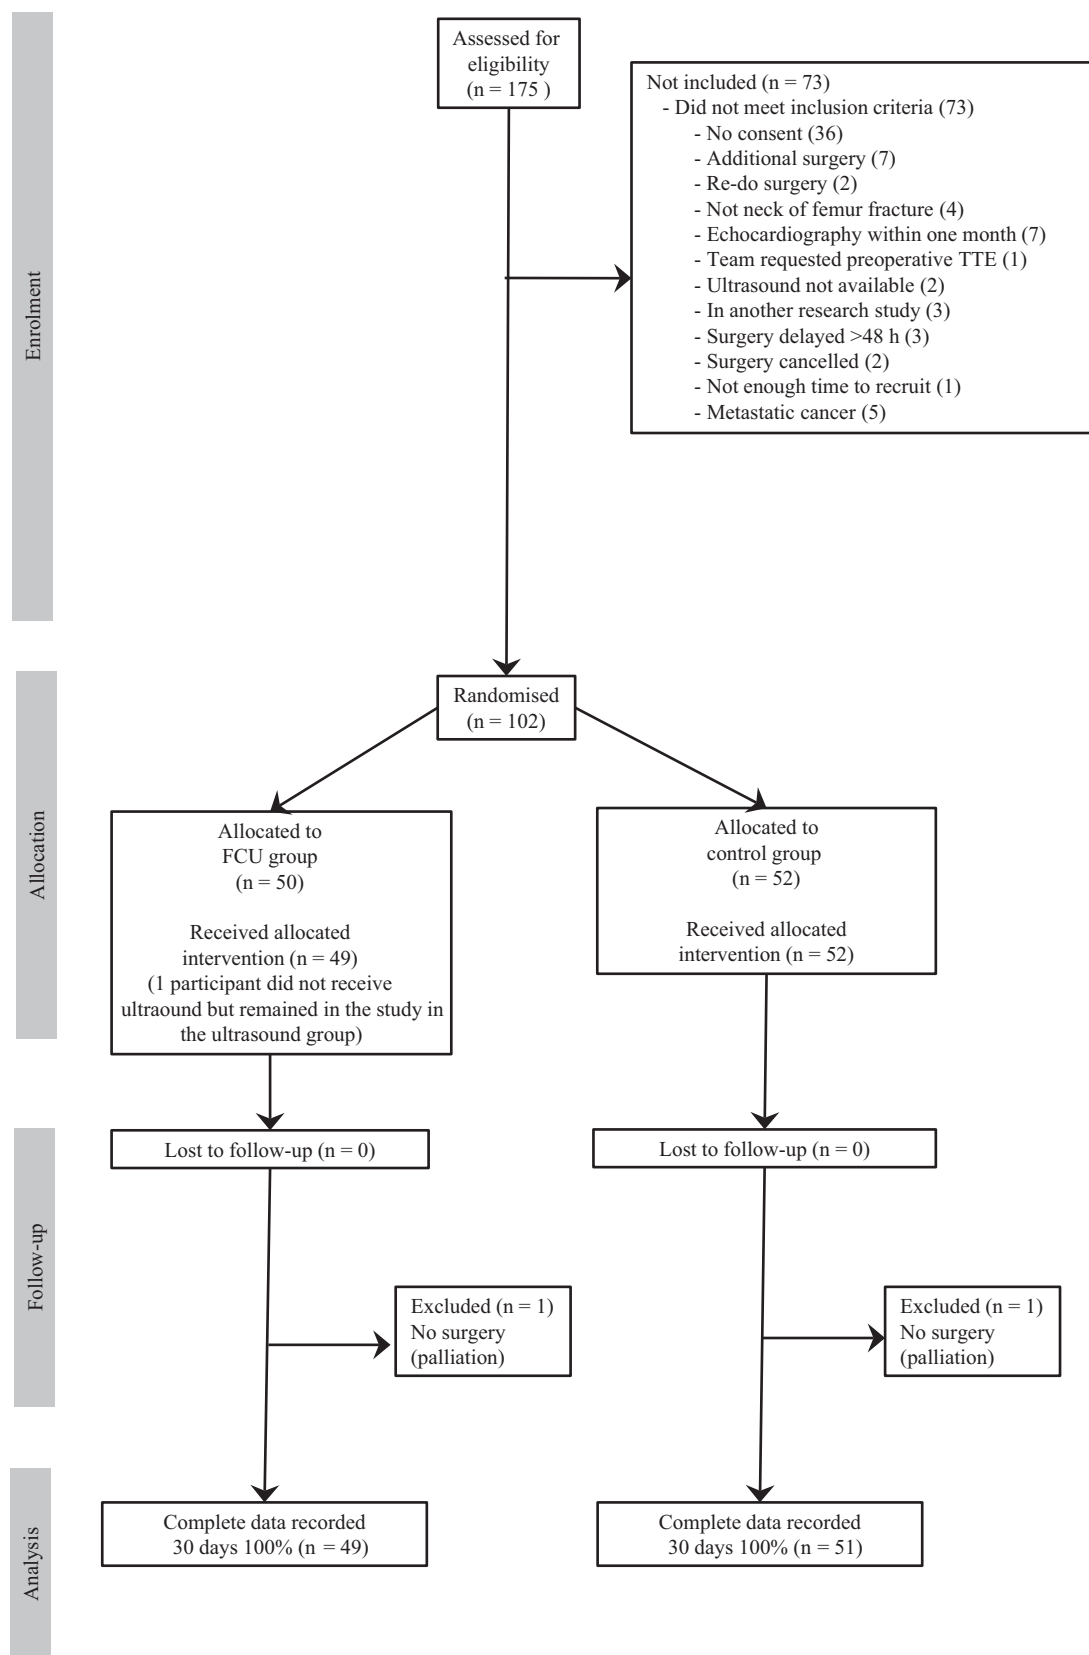 Enrolment
Assessed for
eligibility
(n = 175 )
Not included (n = 73)
- Did not meet inclusion criteria (73)
- No consent (36)
- Additional surgery (7)
- Re-do surgery (2)
- Not neck of femur fracture (4)
- Echocardiography within one month (7)
- Team requested preoperative TTE (1)
- Ultrasound not available (2)
- In another research study (3)
- Surgery delayed >48 h (3)
- Surgery cancelled (2)
- Not enough time to recruit (1)
- Metastatic cancer (5)
Allocation
Randomised
(n = 102)
Allocated to
FCU group
(n = 50)
Received allocated
intervention (n = 49)
(1 participant did not receive
ultraound but remained in the study in
the ultrasound group)
Allocated to
control group
(n = 52)
Received allocated
intervention (n = 52)
Follow-up
Lost to follow-up (n = 0)
Lost to follow-up (n = 0)
Excluded (n = 1)
No surgery
(palliation)
Excluded (n = 1)
No surgery
(palliation)
Analysis
Complete data recorded
30 days 100% (n = 49)
Complete data recorded
30 days 100% (n = 51)